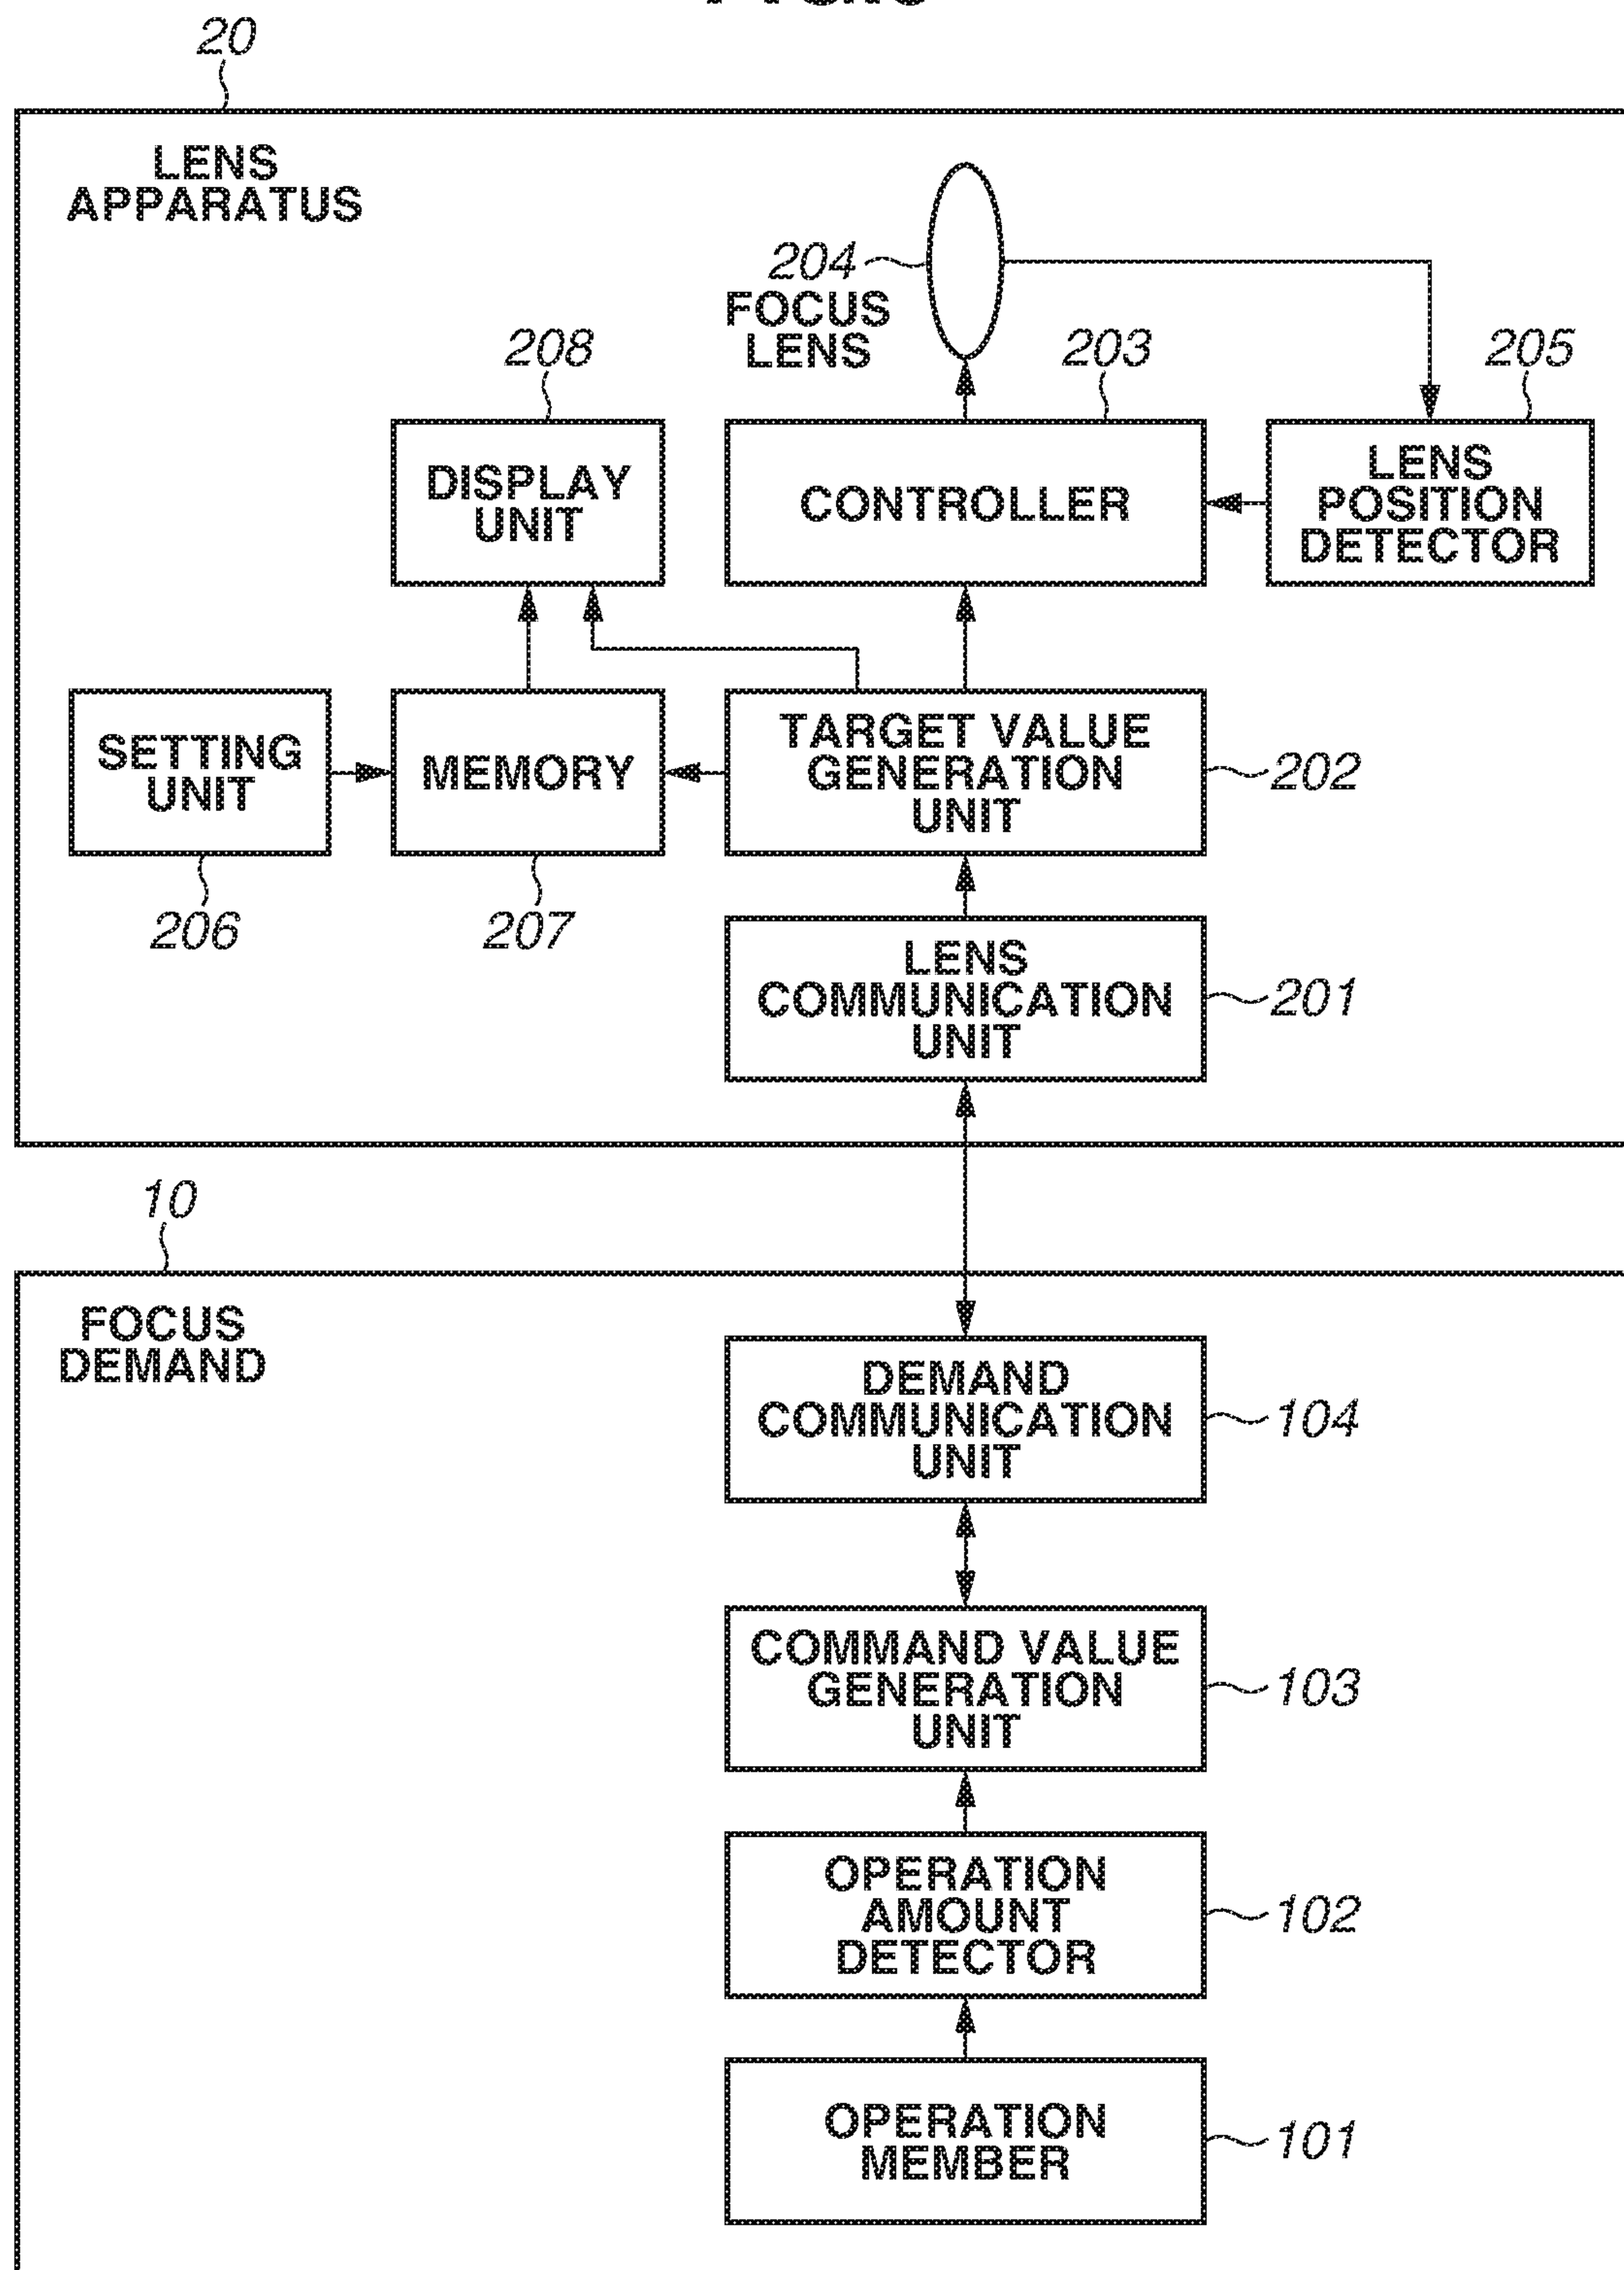 20
LENS
APPARATUS
204
FOCUS
LENS
208
203
205
DISPLAY
UNIT
CONTROLLER
LENS
POSITION
DETECTOR
SETTING
UNIT
MEMORY
TARGET VALUE
GENERATION
UNIT
202
206
207
LENS
COMMUNICATION
UNIT
201
10
FOCUS
DEMAND
DEMAND
COMMUNICATION
UNIT
104
COMMAND VALUE
GENERATION
UNIT
103
OPERATION
AMOUNT
DETECTOR
102
OPERATION
MEMBER
101